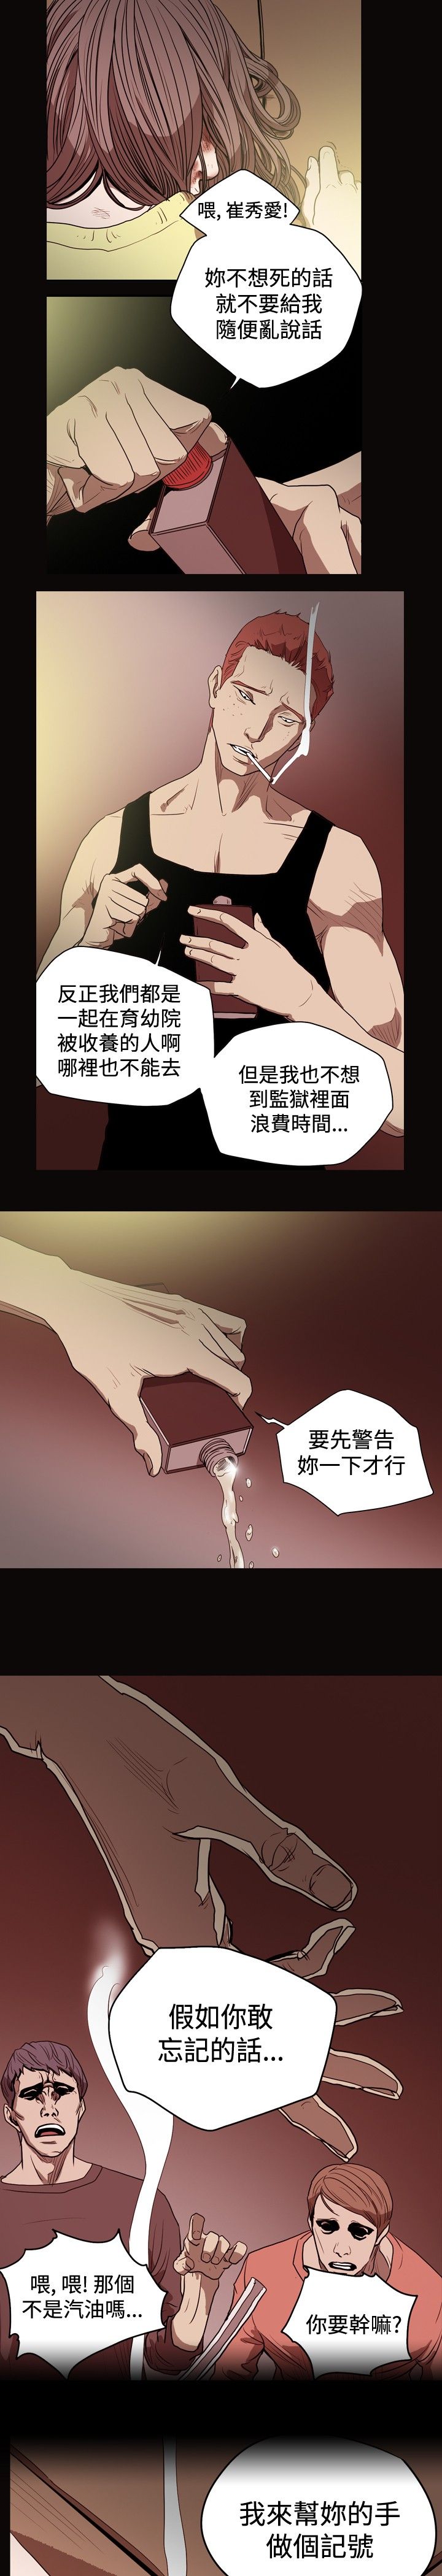 喂, 崔秀愛!
妳不想死的話
就不要給我
隨便亂說話
反正我們都是
一起在育幼院
被收養的人啊
哪裡也不能去
但是我也不想
到監獄裡面
浪費時間...
要先警告
妳一下才行
假如你敢
忘記的話...
喂, 喂! 那個
不是汽油嗎...
你要幹嘛?
我來幫妳的手
做個記號